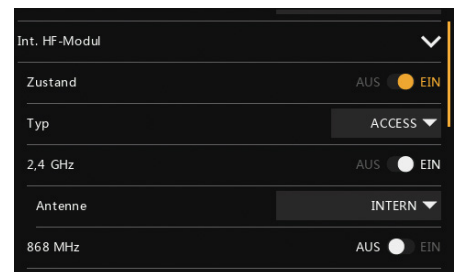 Int. HF-Modul
Zustand AUS EIN
Typ ACCESS
2,4 GHz AUS EIN
Antenne INTERN
868 MHz AUS EIN